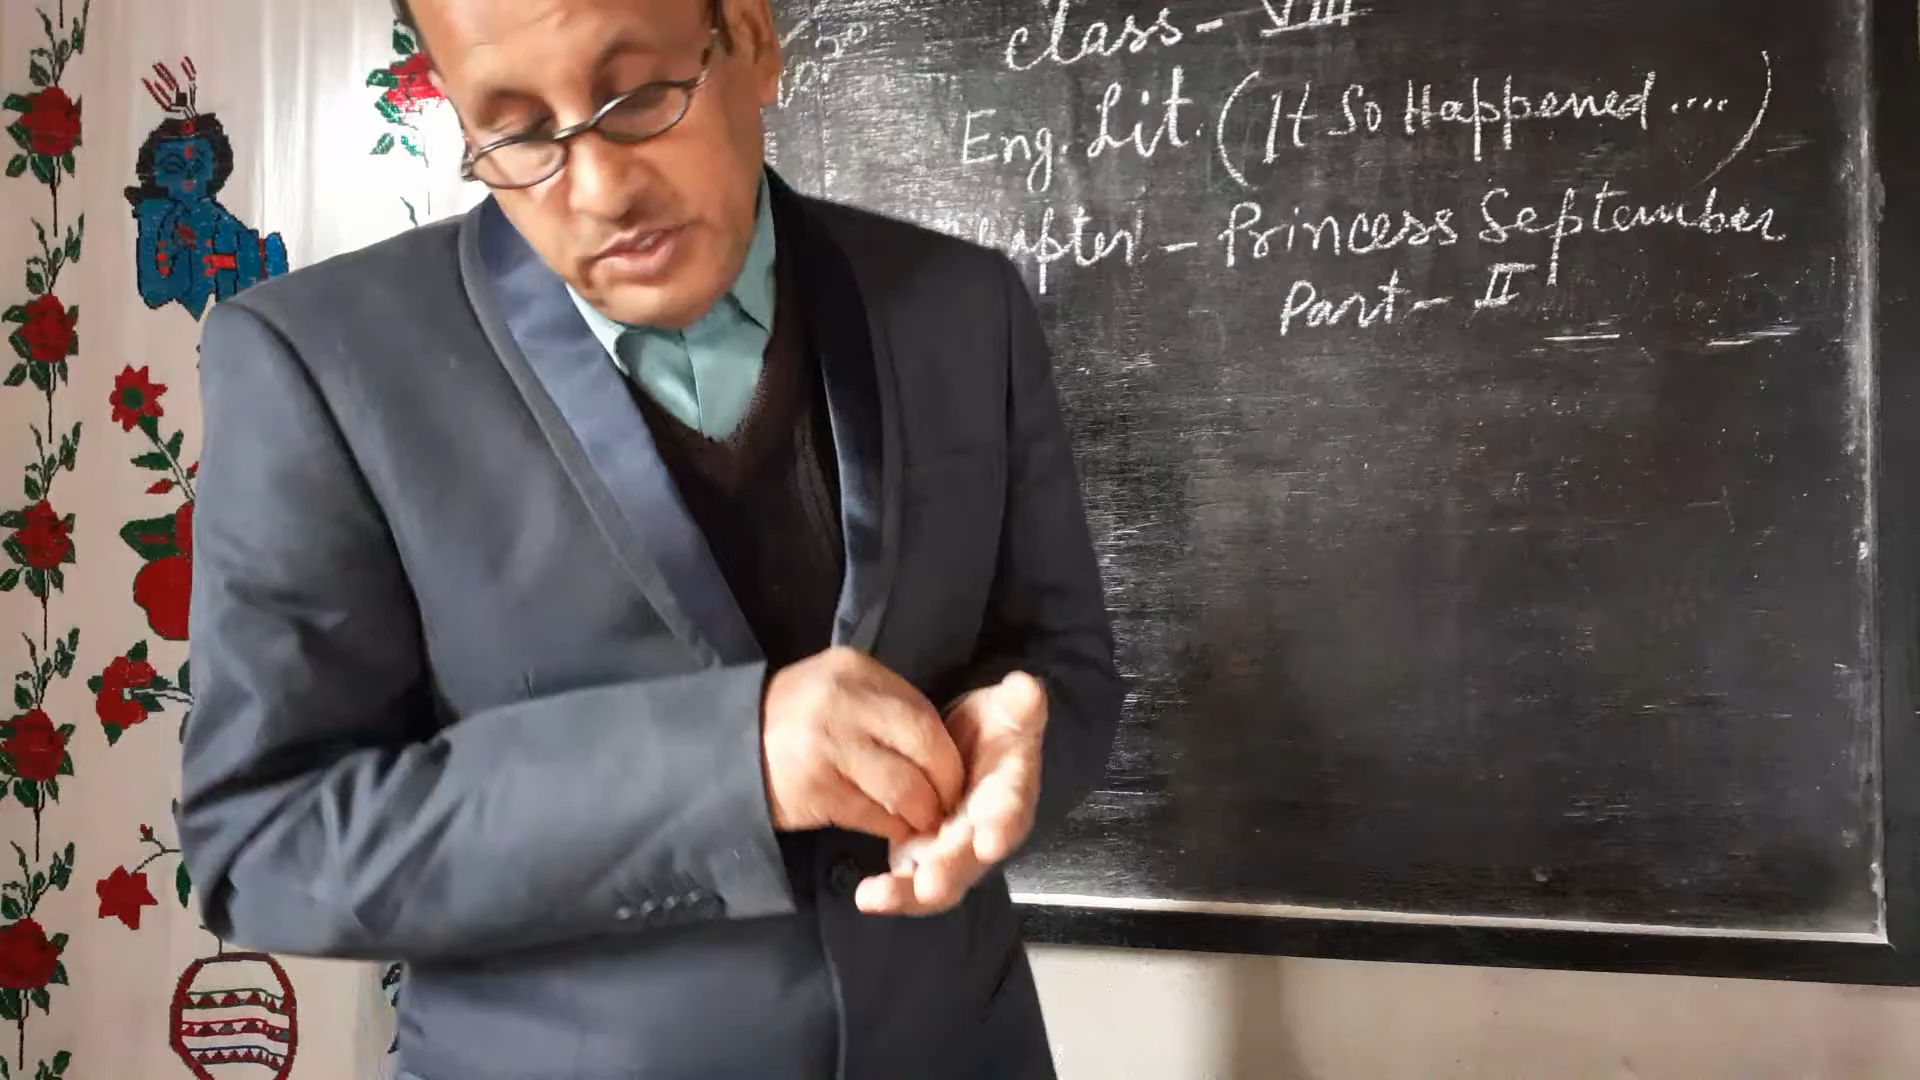 Class - VIII
Eng. Lit. (It So Happened ....)
- Princess September
Part - II